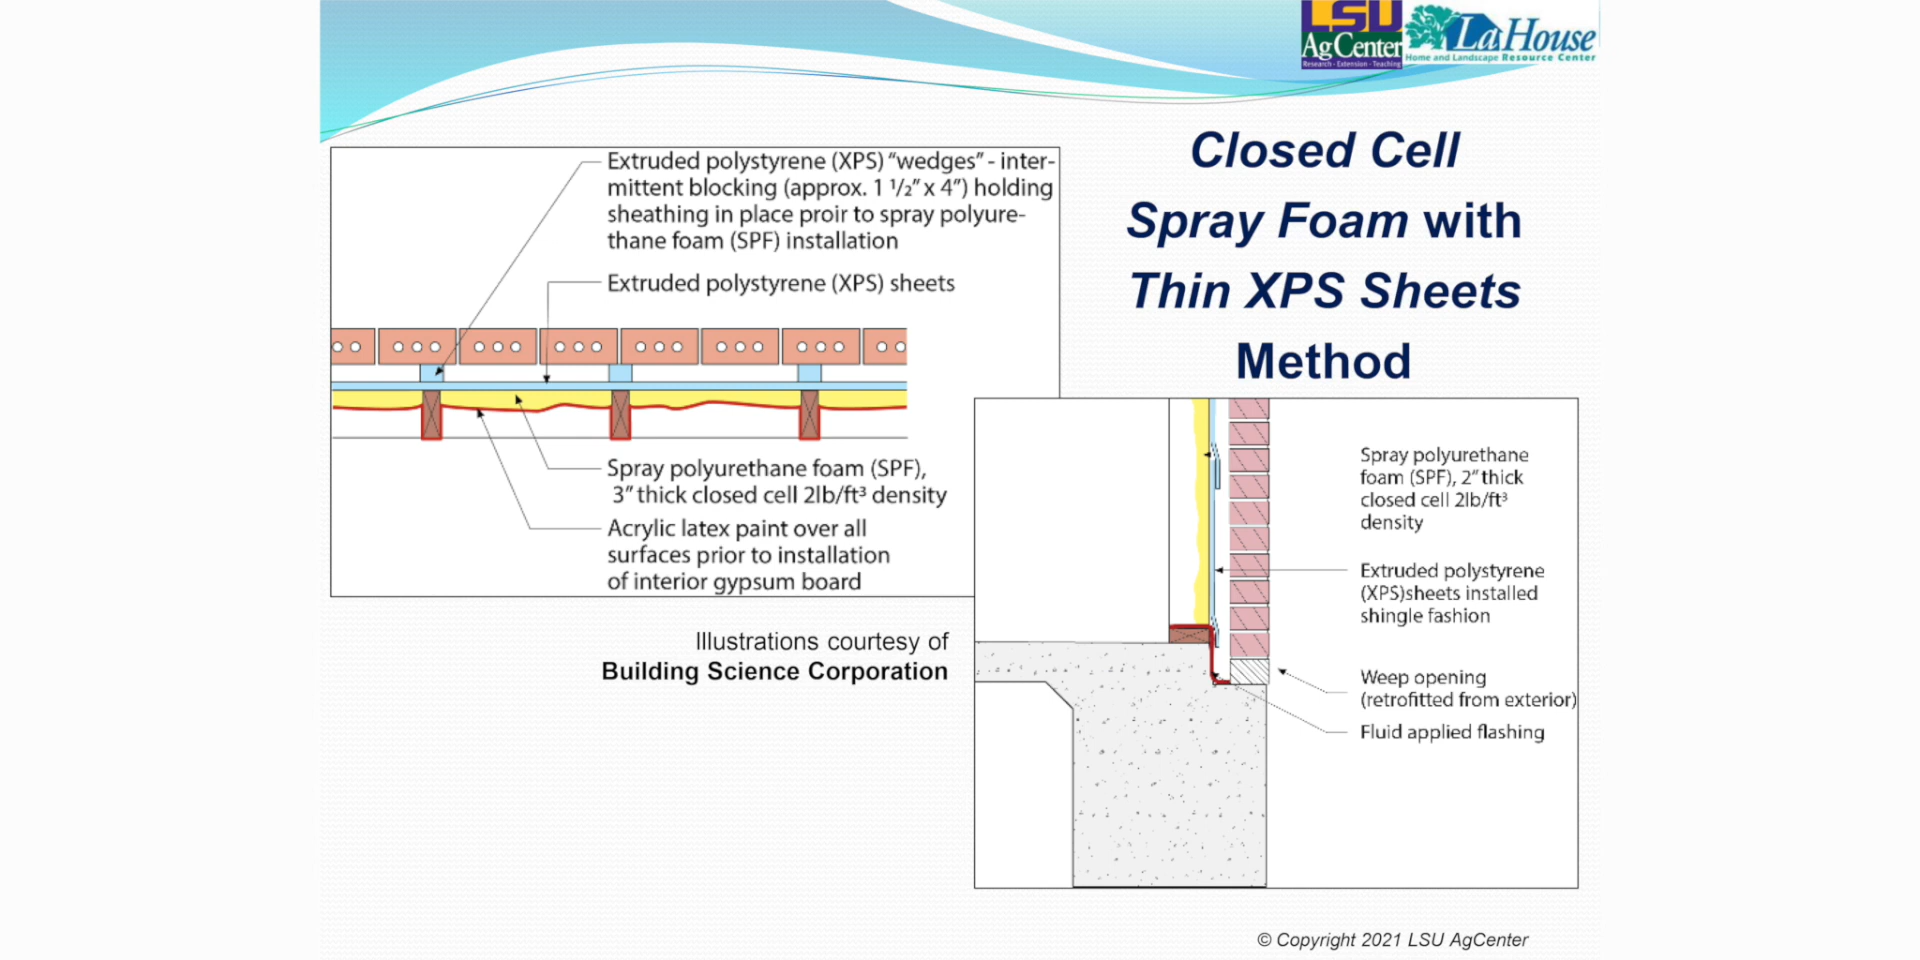 LSU
AgCenter
Research - Extension - Teaching
LaHouse
Home and Landscape Resource Center
Closed Cell
Spray Foam with
Thin XPS Sheets
Method
Extruded polystyrene (XPS) “wedges” - inter-
mittent blocking (approx. 1 1/2” x 4”) holding
sheathing in place proir to spray polyure-
thane foam (SPF) installation
Extruded polystyrene (XPS) sheets
Spray polyurethane foam (SPF),
3” thick closed cell 2lb/ft³ density
Acrylic latex paint over all
surfaces prior to installation
of interior gypsum board
Illustrations courtesy of
Building Science Corporation
Spray polyurethane
foam (SPF), 2” thick
closed cell 2lb/ft³
density
Extruded polystyrene
(XPS)sheets installed
shingle fashion
Weep opening
(retrofitted from exterior)
Fluid applied flashing
© Copyright 2021 LSU AgCenter